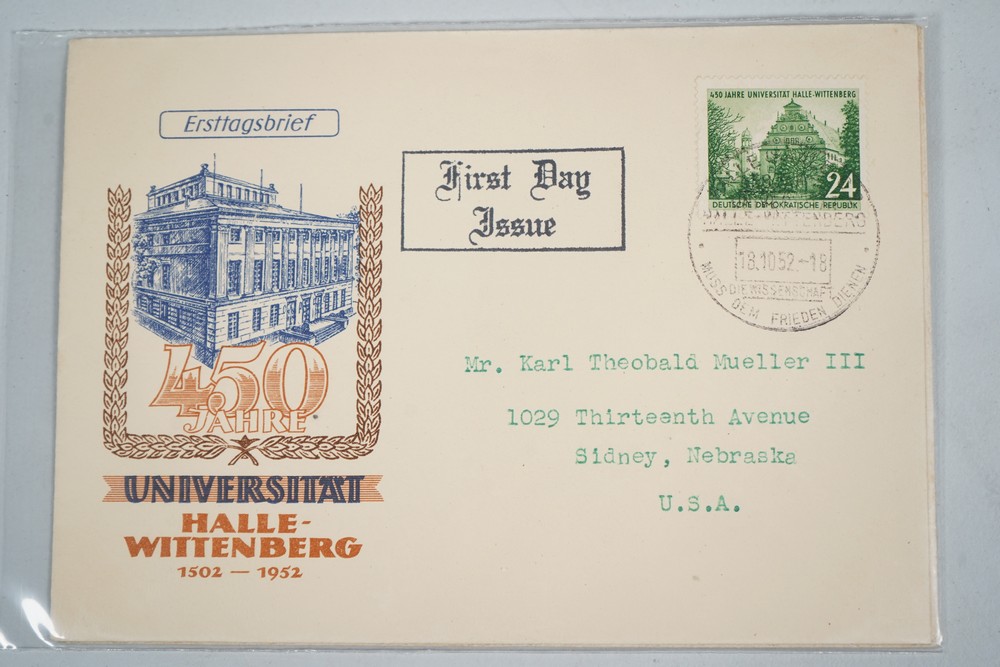 Ersttagsbrief
First Day
Issue
450 JAHRE UNIVERSITÄT HALLE-WITTENBERG
24
DEUTSCHE DEMOKRATISCHE REPUBLIK
HALLE-WITTENBERG
18.10.52.-18
DIE WISSENSCHAFT
MUSS DEM FRIEDEN DIENEN
Mr. Karl Theobald Mueller III
1029 Thirteenth Avenue
Sidney, Nebraska
U.S.A.
450
JAHRE
UNIVERSITÄT
HALLE-
WITTENBERG
1502 — 1952